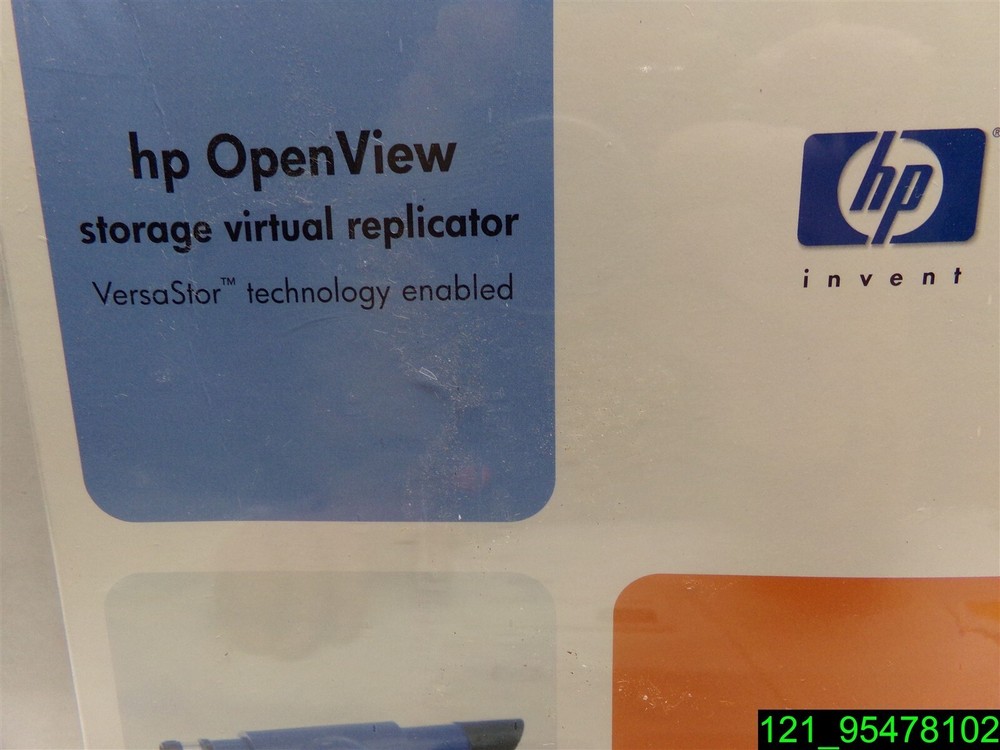 hp OpenView
storage virtual replicator
VersaStor™ technology enabled
hp®
invent
121_95478102